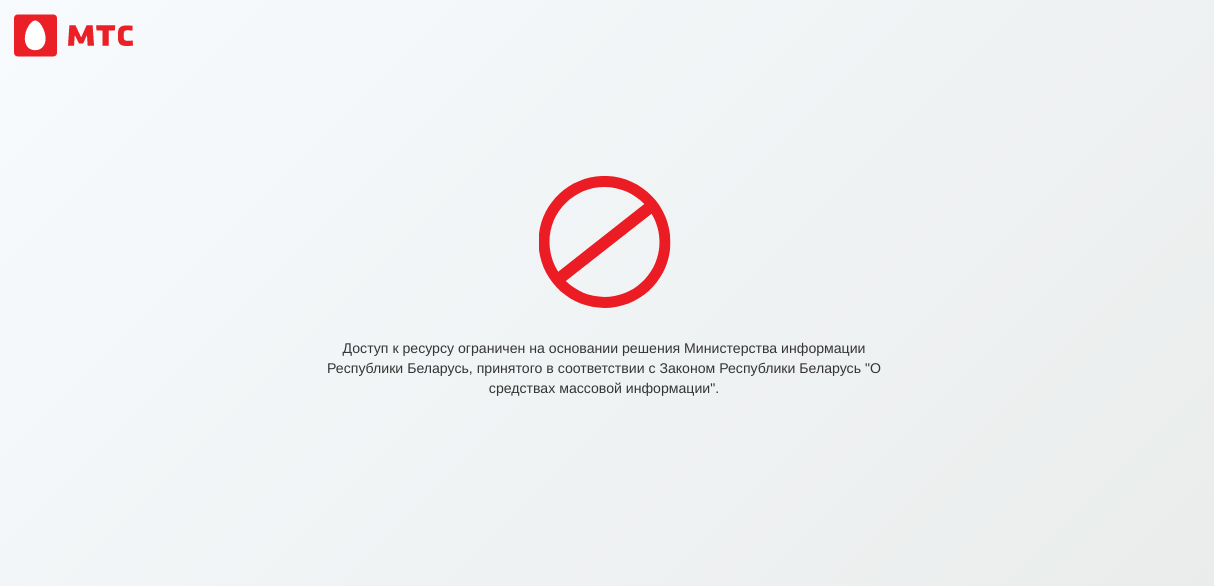 МТС
Доступ к ресурсу ограничен на основании решения Министерства информации
Республики Беларусь, принятого в соответствии с Законом Республики Беларусь "О
средствах массовой информации".